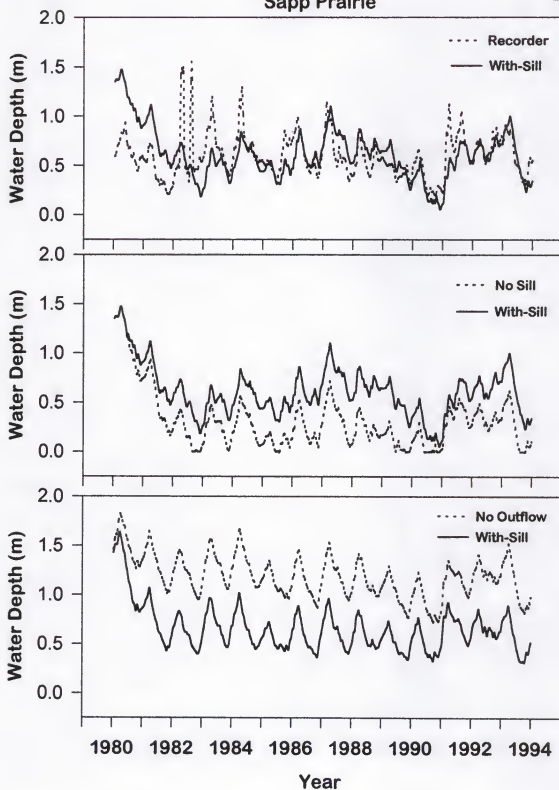 Sapp Prairie
2.0
1.5
1.0
0.5
0.0
Water Depth (m)
Recorder
With-Sill
2.0
1.5
1.0
0.5
0.0
Water Depth (m)
No Sill
With-Sill
2.0
1.5
1.0
0.5
0.0
Water Depth (m)
No Outflow
With-Sill
1980 1982 1984 1986 1988 1990 1992 1994
Year